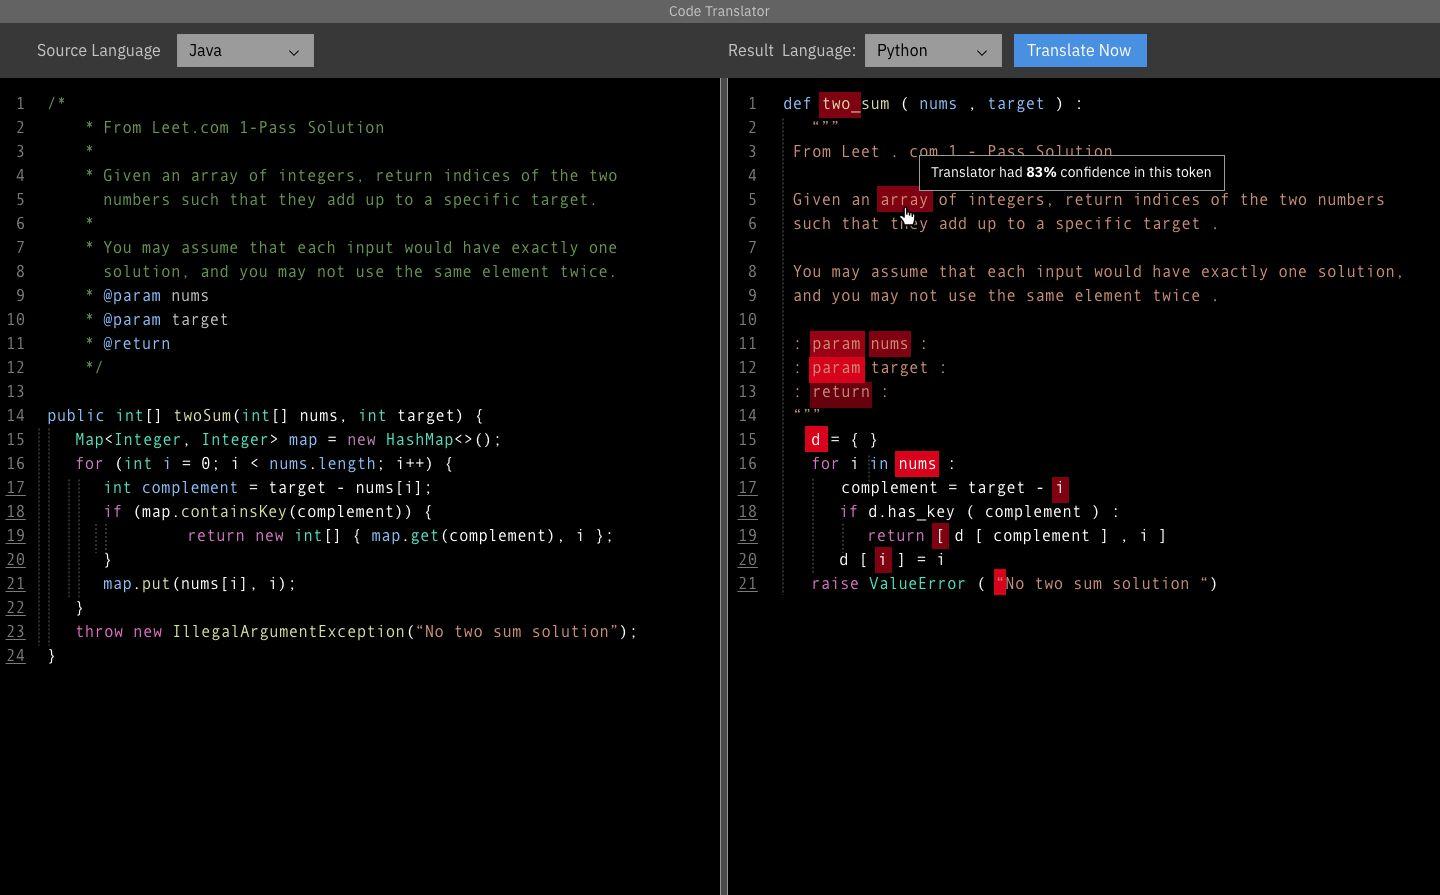 Code Translator
Source Language Java
Result Language: Python Translate Now
1 /*
2 * From Leet.com 1-Pass Solution
3 *
4 * Given an array of integers, return indices of the two
5 numbers such that they add up to a specific target.
6 *
7 * You may assume that each input would have exactly one
8 solution, and you may not use the same element twice.
9 * @param nums
10 * @param target
11 * @return
12 */
13
14 public int[] twoSum(int[] nums, int target) {
15 Map<Integer, Integer> map = new HashMap<>();
16 for (int i = 0; i < nums.length; i++) {
17 int complement = target - nums[i];
18 if (map.containsKey(complement)) {
19 return new int[] { map.get(complement), i };
20 }
21 map.put(nums[i], i);
22 }
23 throw new IllegalArgumentException(“No two sum solution”);
24 }
1 def two_sum ( nums , target ) :
2 “””
3 From Leet . com 1 - Pass Solution
Translator had 83% confidence in this token
4
5 Given an array of integers, return indices of the two numbers
6 such that they add up to a specific target .
7
8 You may assume that each input would have exactly one solution,
9 and you may not use the same element twice .
10
11 : param nums :
12 : param target :
13 : return :
14 “””
15 d = { }
16 for i in nums :
17 complement = target - i
18 if d.has_key ( complement ) :
19 return [ d [ complement ] , i ]
20 d [ i ] = i
21 raise ValueError ( “No two sum solution “)